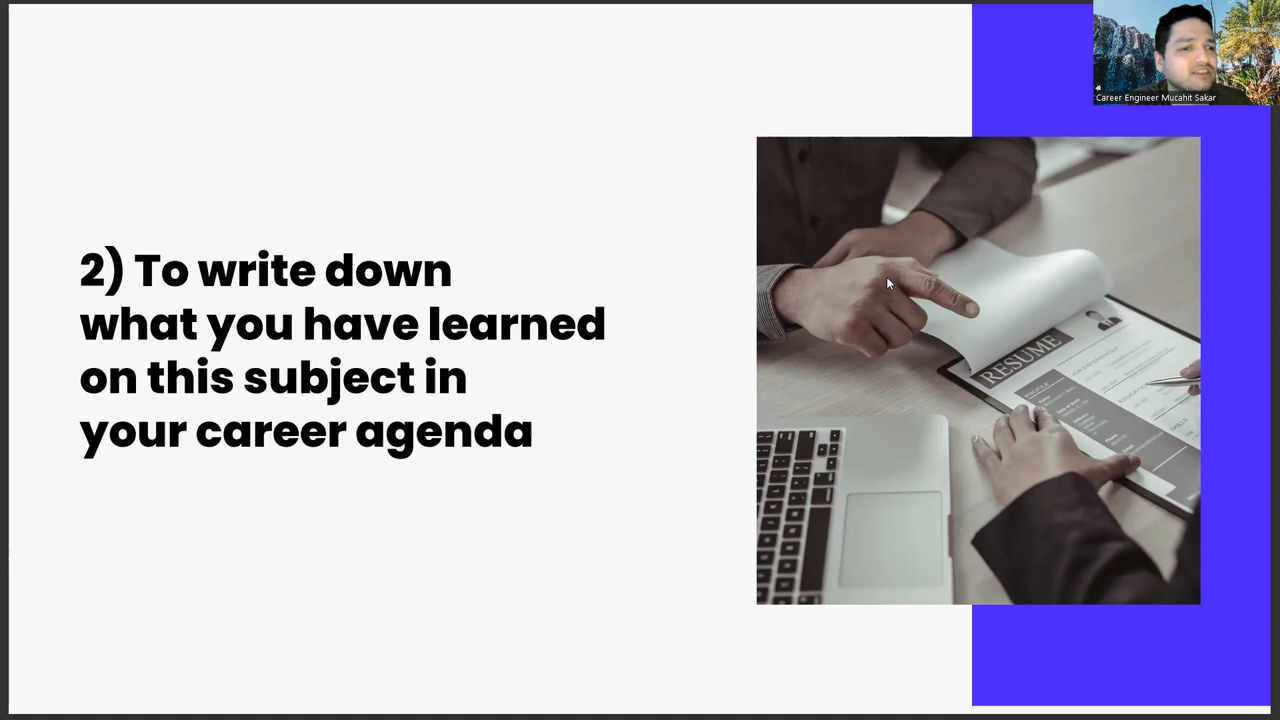 Career Engineer Mucahit Sakar
2) To write down
what you have learned
on this subject in
your career agenda
RESUME
PROFILE